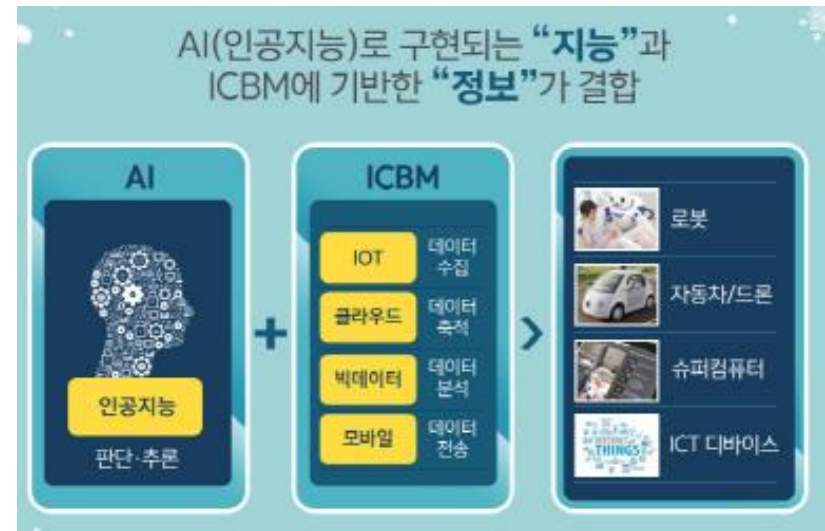 AI(인공지능)로 구현되는 “지능”과
ICBM에 기반한 “정보”가 결합
AI
인공지능
판단·추론
+
ICBM
IOT
데이터
수집
클라우드
데이터
축적
빅데이터
데이터
분석
모바일
데이터
전송
>
로봇
자동차/드론
슈퍼컴퓨터
THINGS
ICT 디바이스